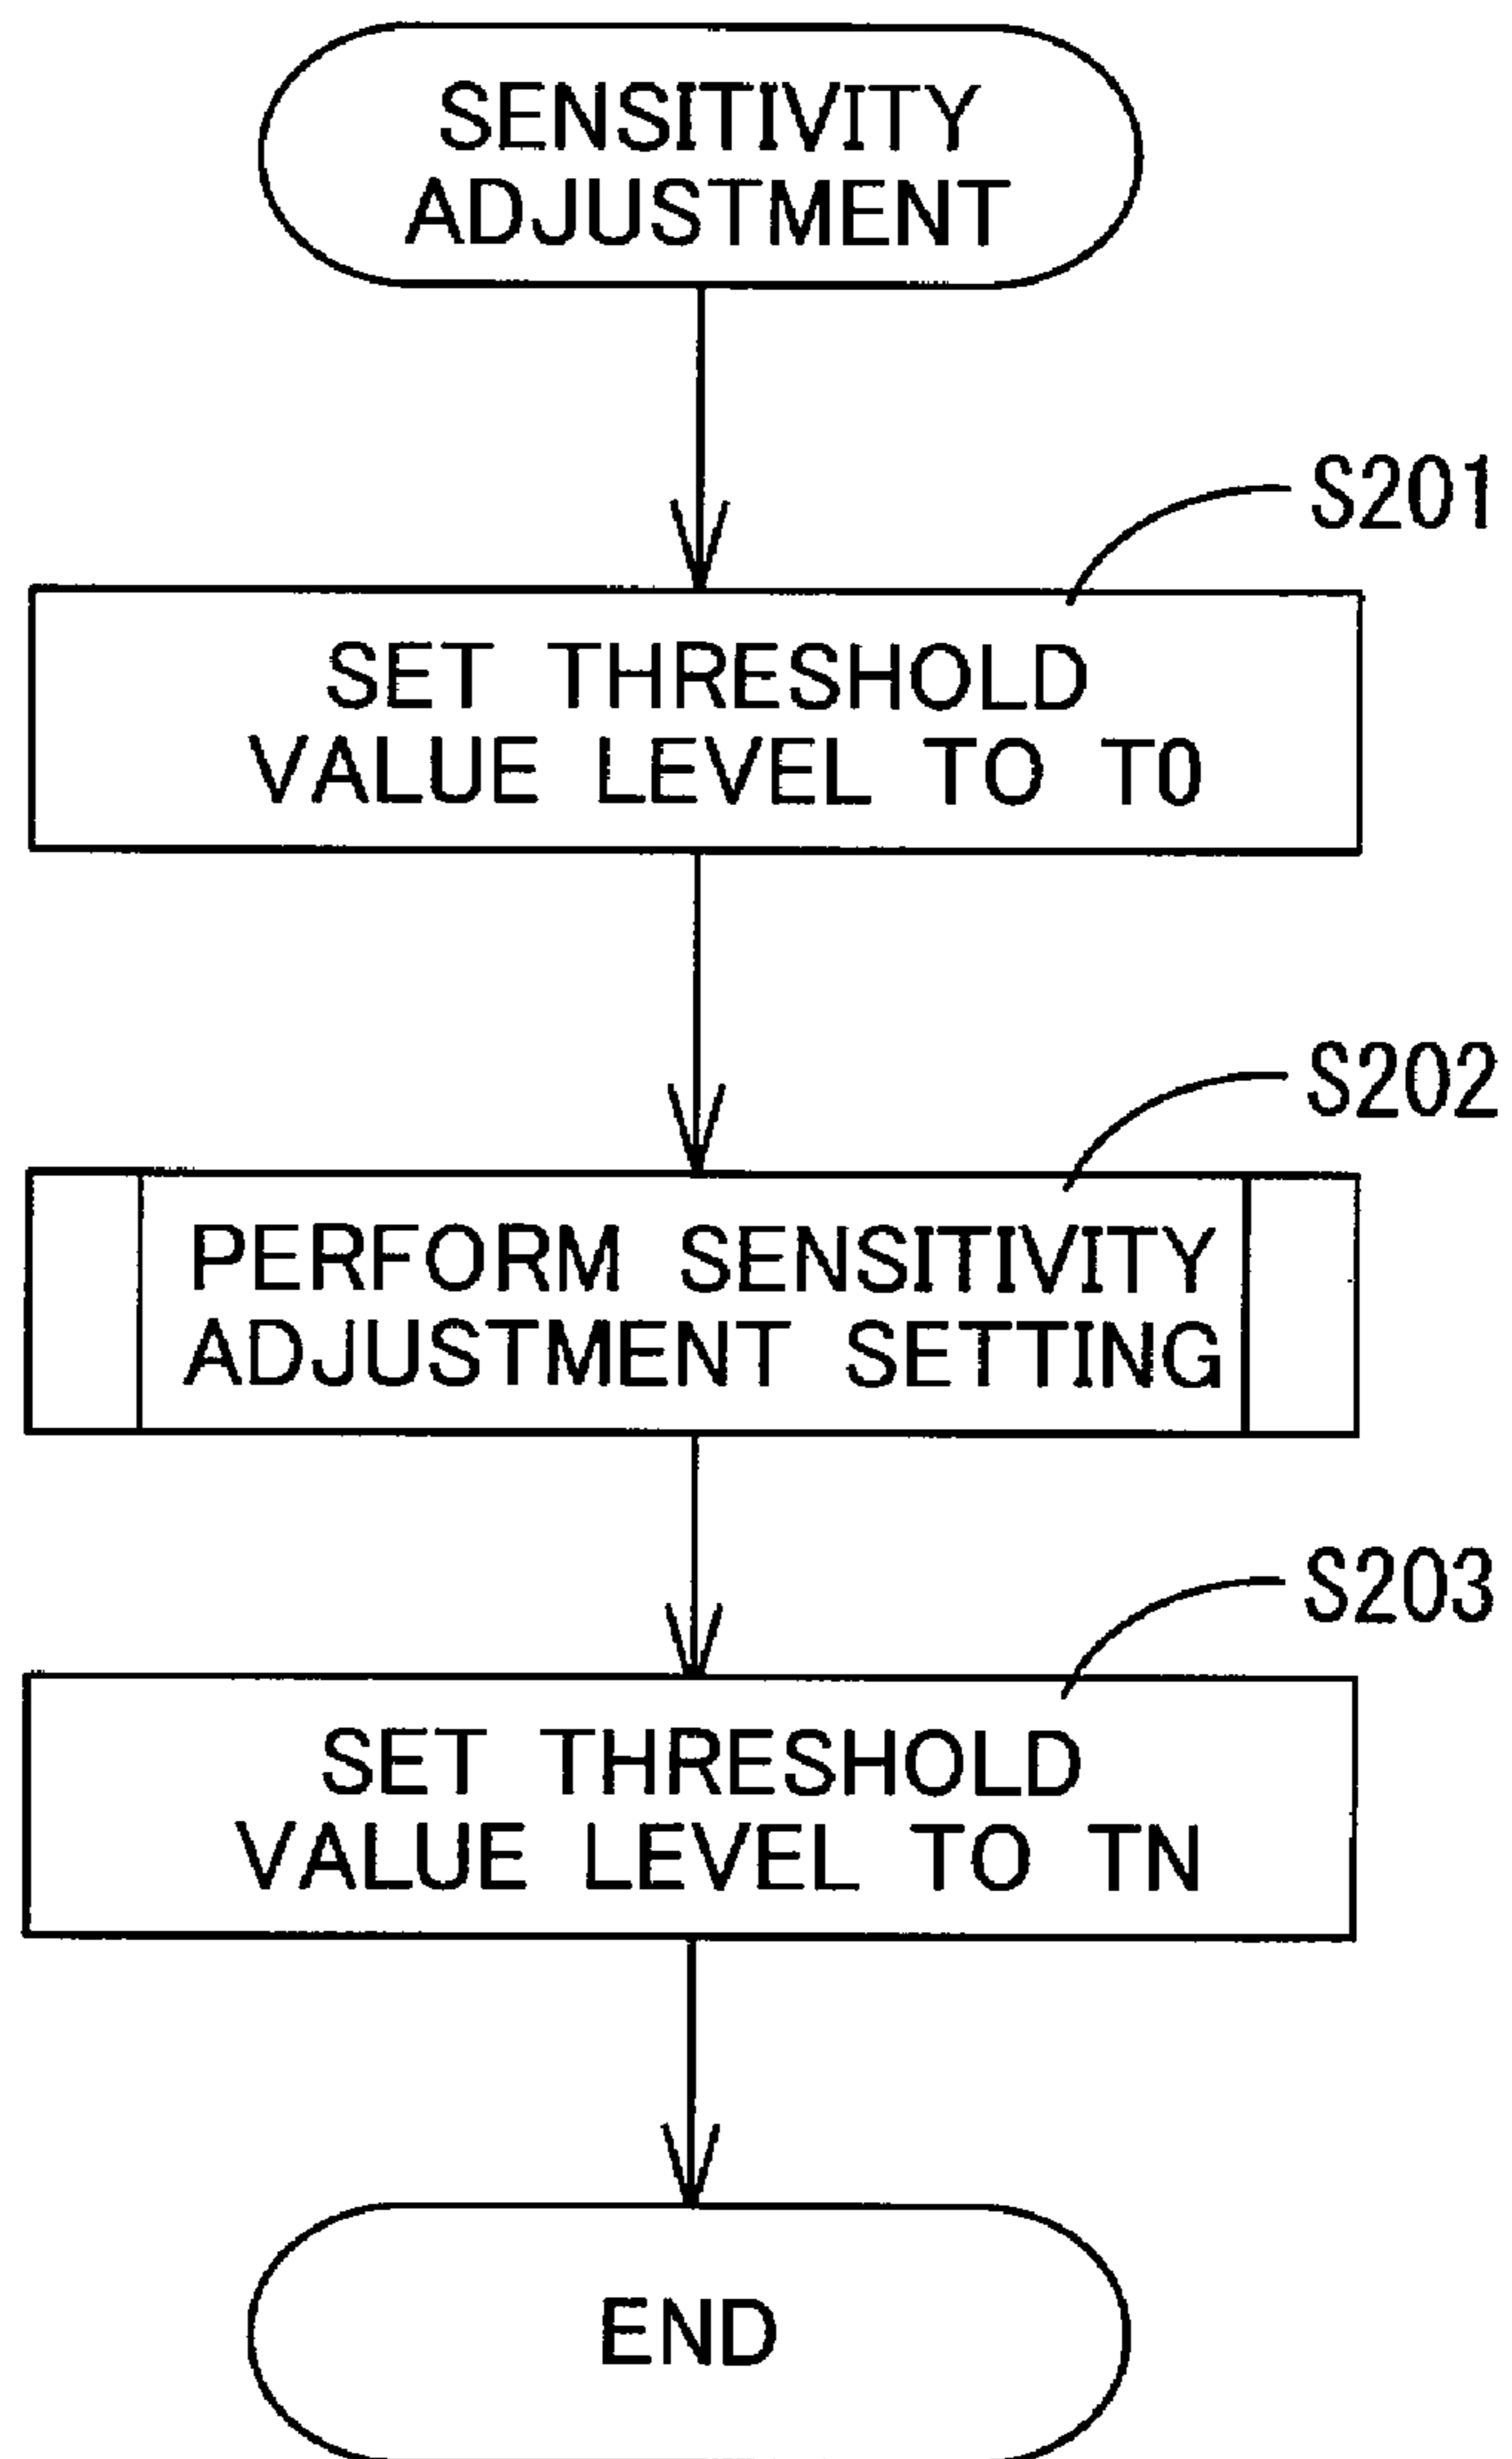 SENSITIVITY
ADJUSTMENT
S201
SET THRESHOLD
VALUE LEVEL TO T0
S202
PERFORM SENSITIVITY
ADJUSTMENT SETTING
S203
SET THRESHOLD
VALUE LEVEL TO TN
END